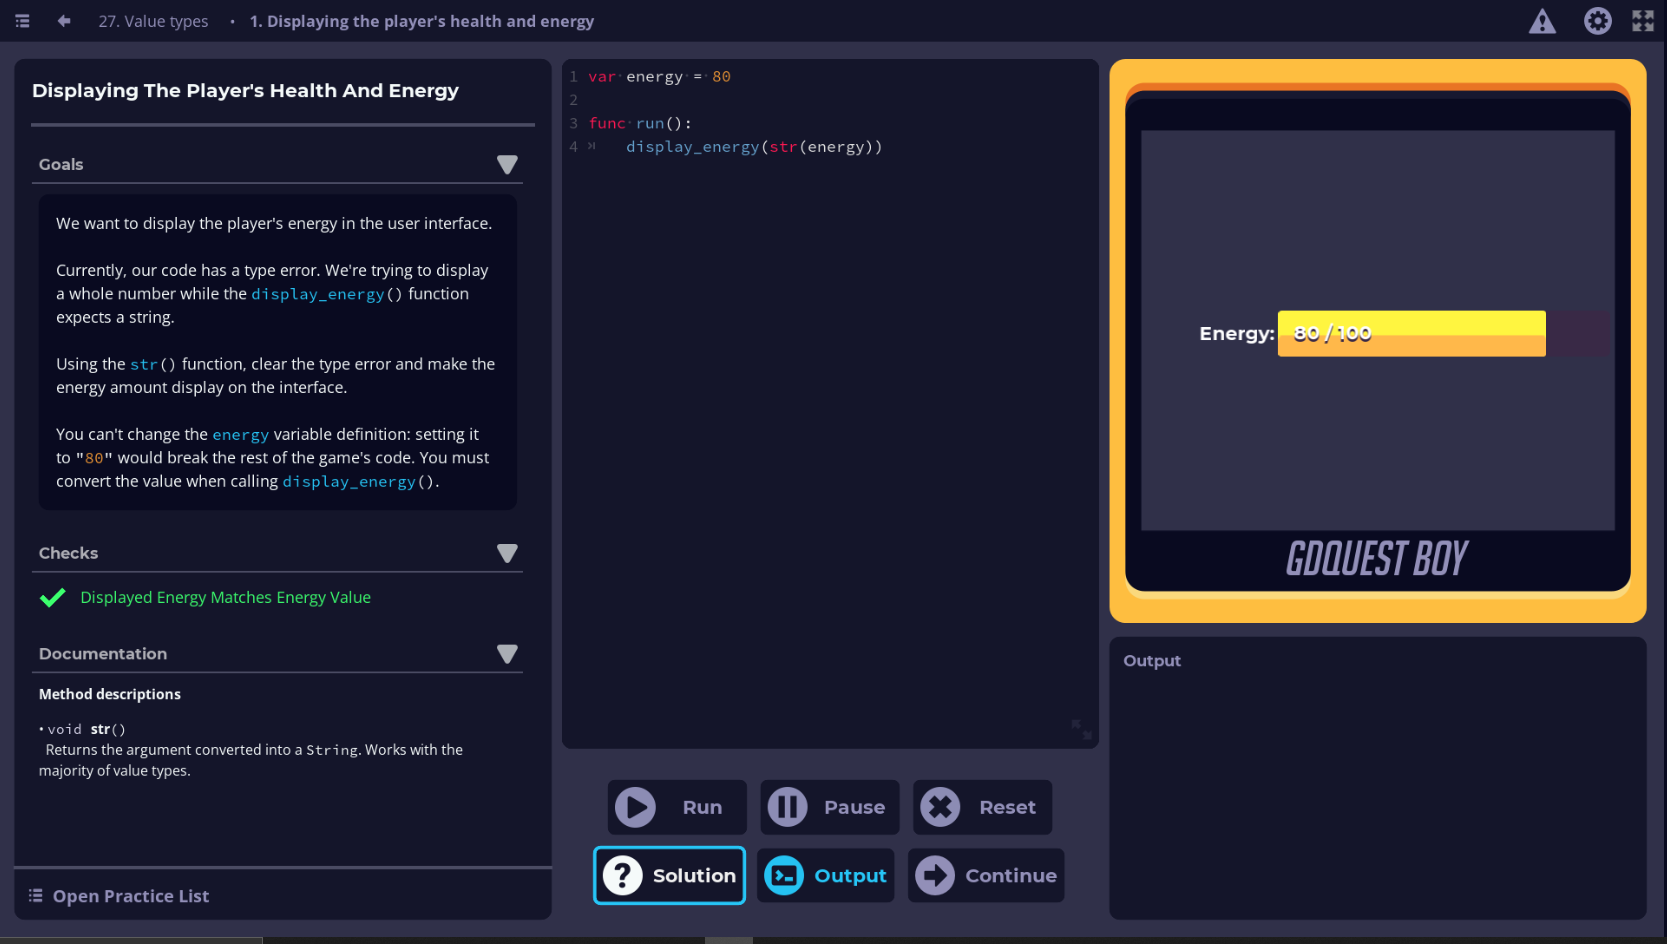 27. Value types • 1. Displaying the player's health and energy
Displaying The Player's Health And Energy
Goals
We want to display the player's energy in the user interface.
Currently, our code has a type error. We're trying to display
a whole number while the display_energy() function
expects a string.
Using the str() function, clear the type error and make the
energy amount display on the interface.
You can't change the energy variable definition: setting it
to "80" would break the rest of the game's code. You must
convert the value when calling display_energy().
Checks
Displayed Energy Matches Energy Value
Documentation
Method descriptions
• void str()
Returns the argument converted into a String. Works with the
majority of value types.
Open Practice List
1 var energy = 80
2
3 func run():
4 display_energy(str(energy))
Run
Pause
Reset
Solution
Output
Continue
Energy: 80 / 100
GDQUEST BOY
Output